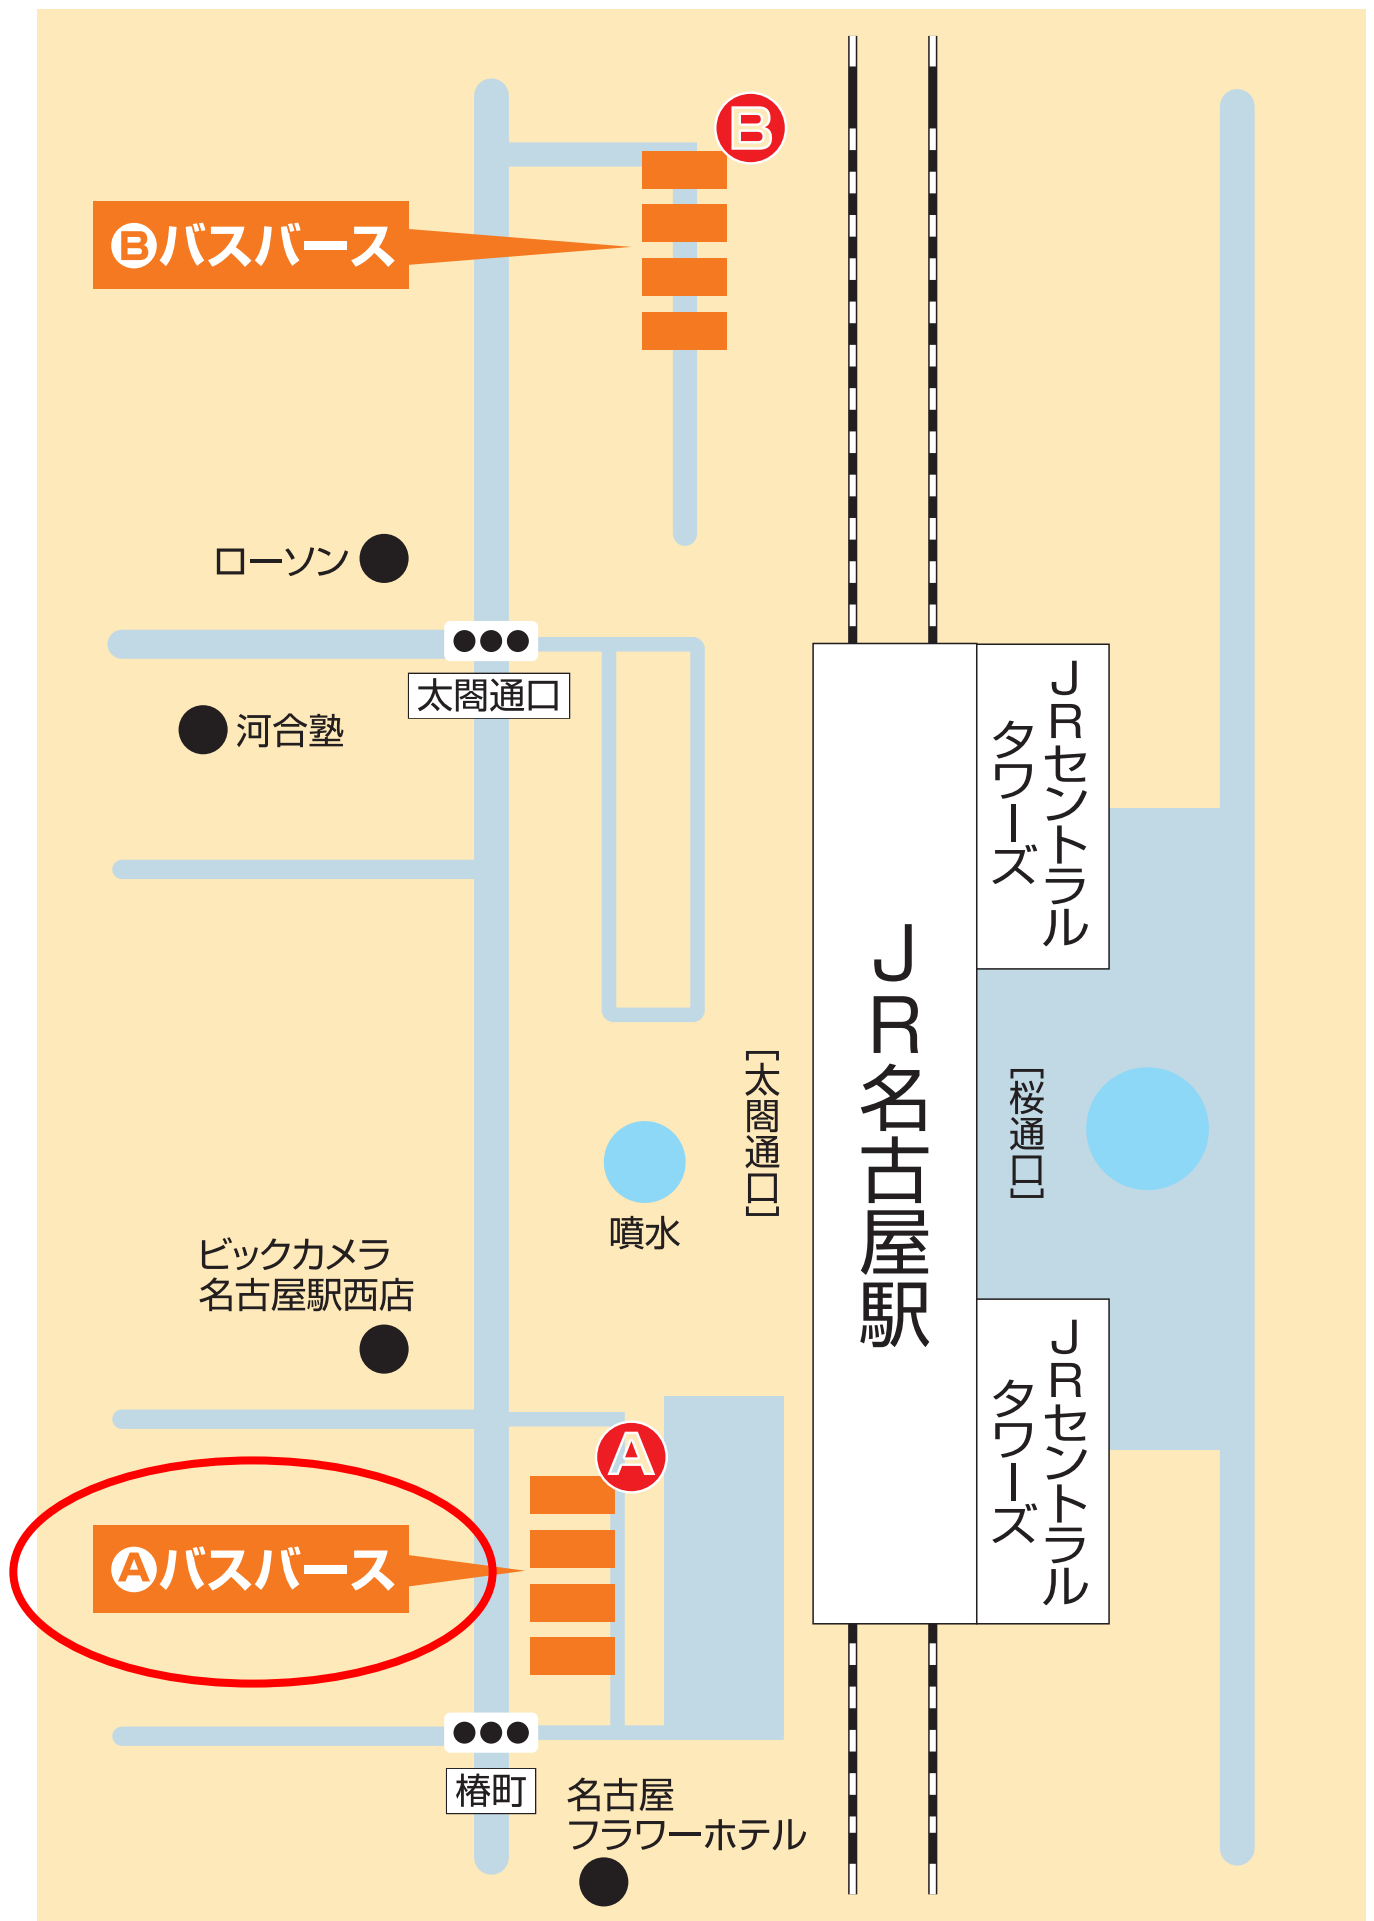 B
Bバスバース
ローソン
太閤通口
河合塾
JRセントラル
タワーズ
JR名古屋駅
[太閤通口]
[桜通口]
噴水
ビックカメラ
名古屋駅西店
JRセントラル
タワーズ
A
Aバスバース
椿町
名古屋
フラワーホテル